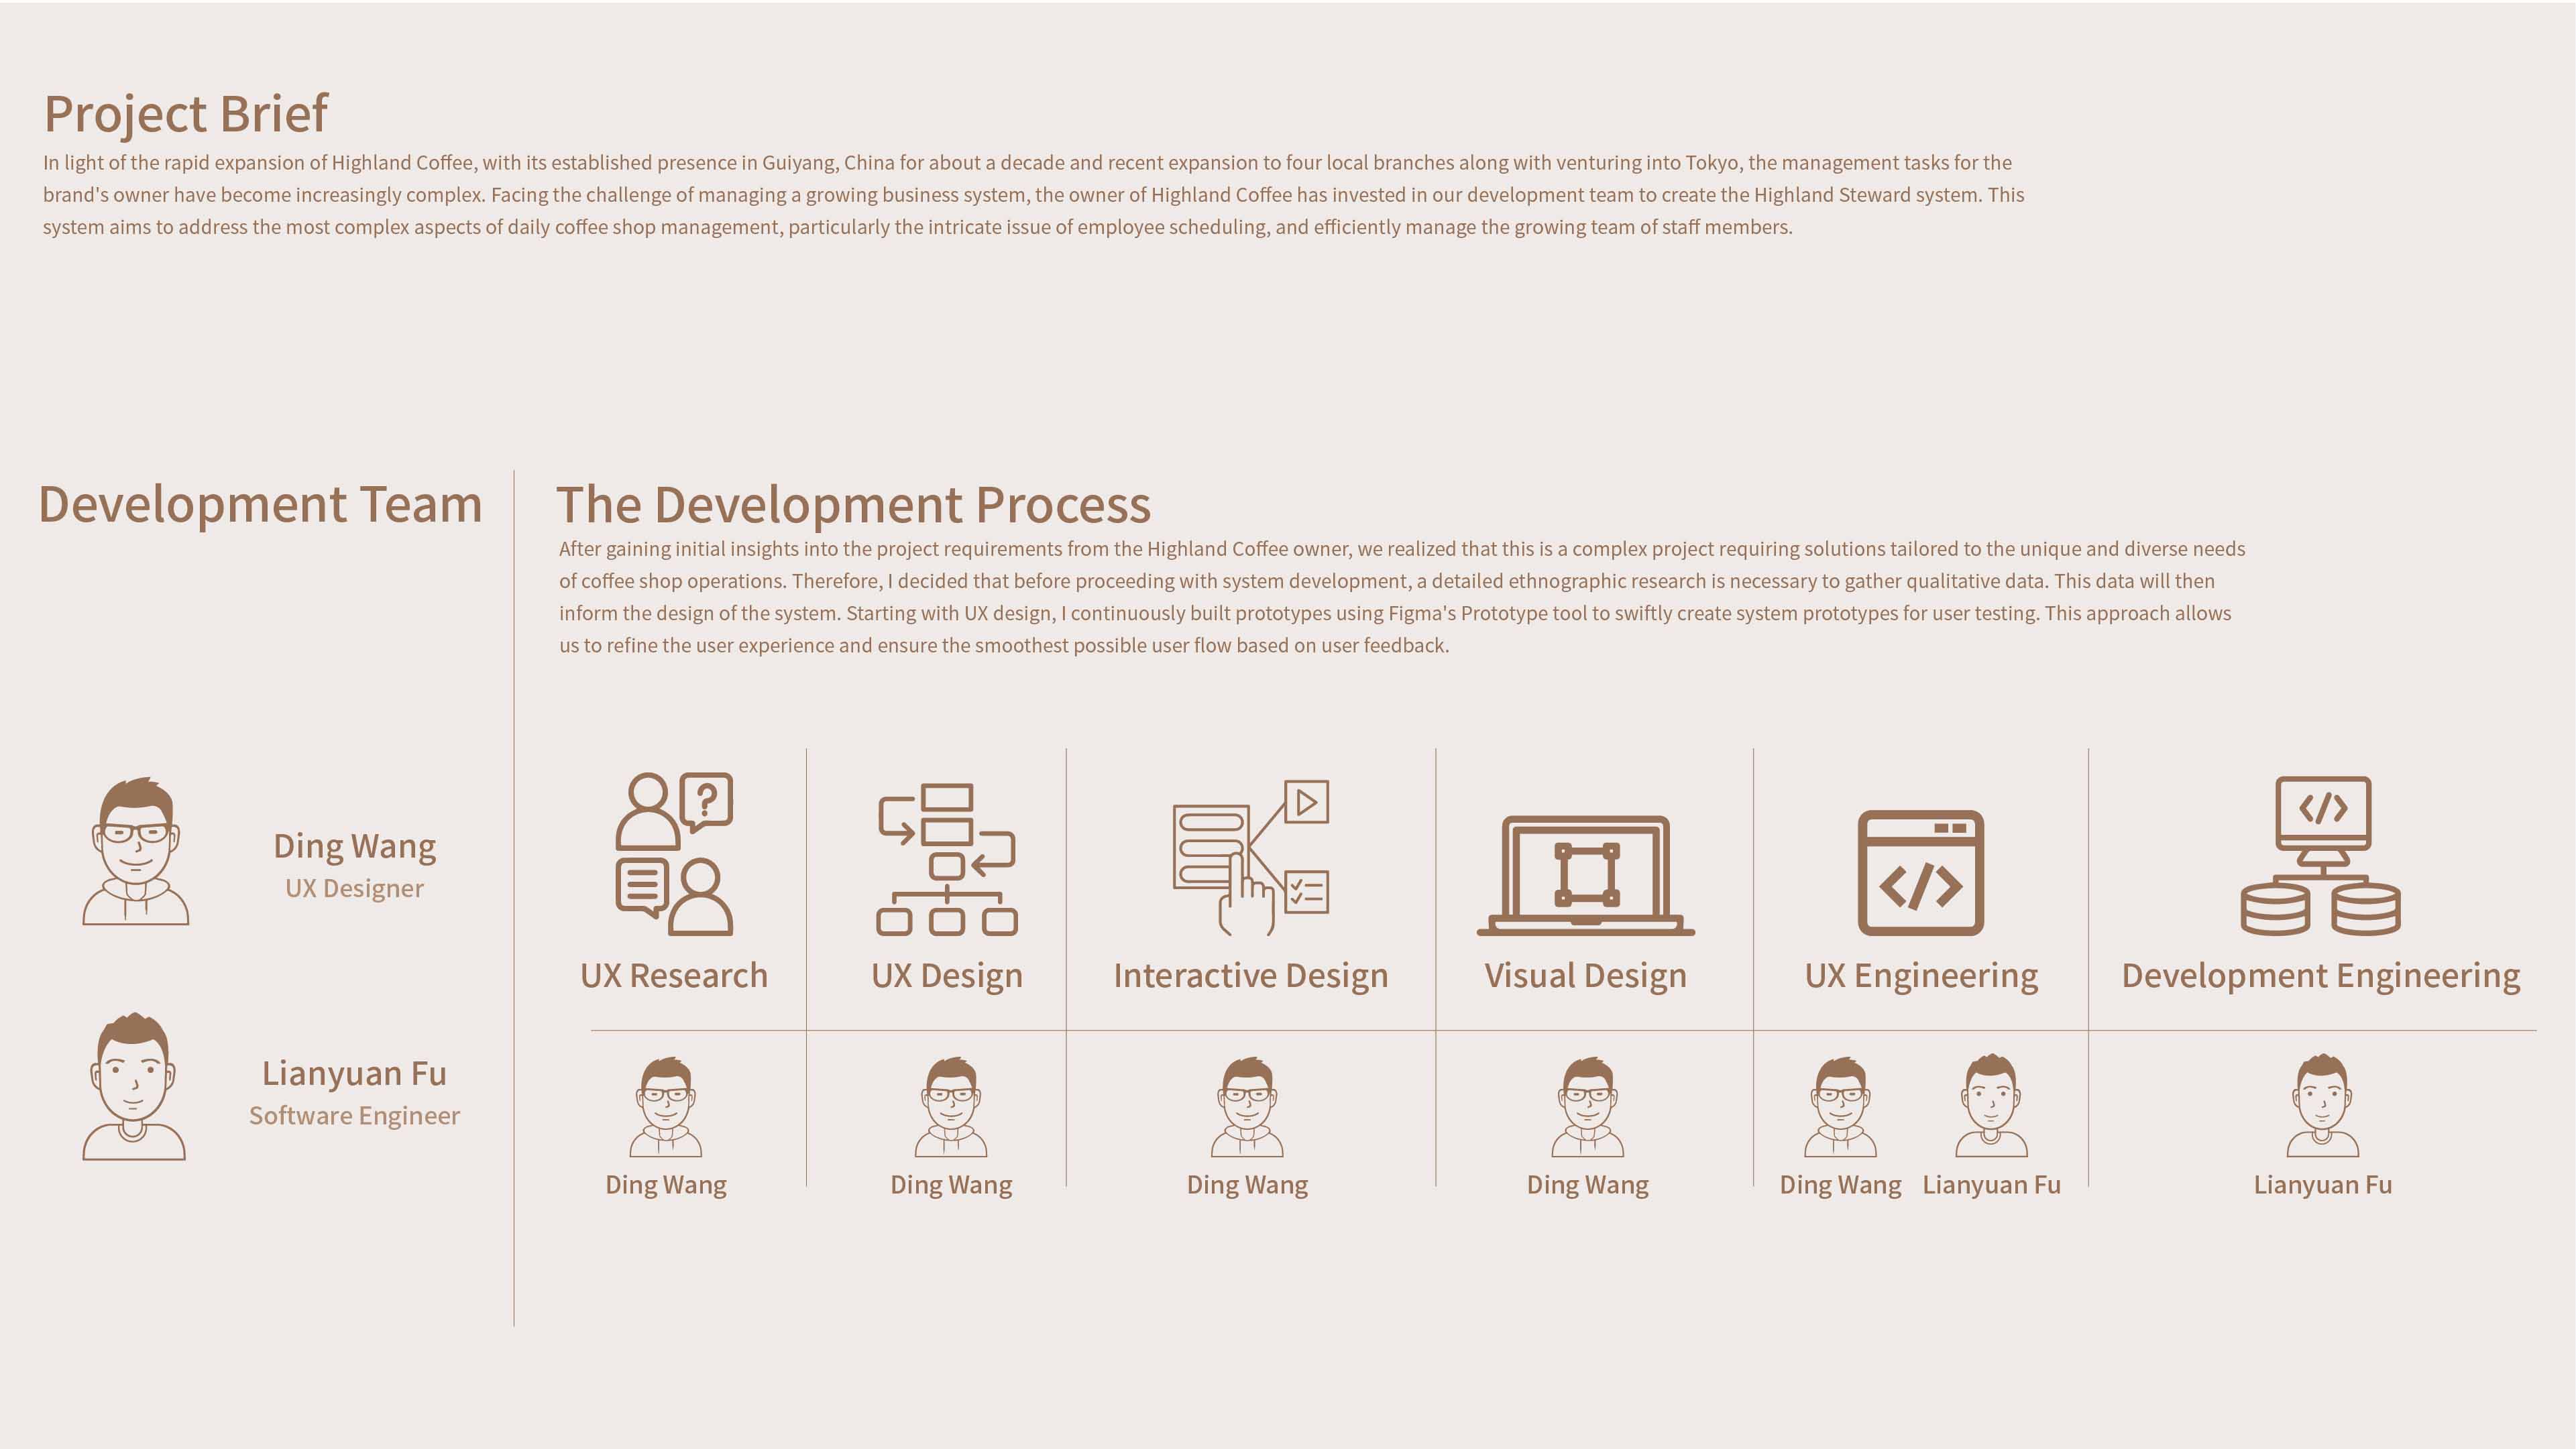 Project Brief
In light of the rapid expansion of Highland Coffee, with its established presence in Guiyang, China for about a decade and recent expansion to four local branches along with venturing into Tokyo, the management tasks for the
brand's owner have become increasingly complex. Facing the challenge of managing a growing business system, the owner of Highland Coffee has invested in our development team to create the Highland Steward system. This
system aims to address the most complex aspects of daily coffee shop management, particularly the intricate issue of employee scheduling, and efficiently manage the growing team of staff members.
Development Team
Ding Wang
UX Designer
Lianyuan Fu
Software Engineer
The Development Process
After gaining initial insights into the project requirements from the Highland Coffee owner, we realized that this is a complex project requiring solutions tailored to the unique and diverse needs
of coffee shop operations. Therefore, I decided that before proceeding with system development, a detailed ethnographic research is necessary to gather qualitative data. This data will then
inform the design of the system. Starting with UX design, I continuously built prototypes using Figma's Prototype tool to swiftly create system prototypes for user testing. This approach allows
us to refine the user experience and ensure the smoothest possible user flow based on user feedback.
UX Research
UX Design
Interactive Design
Visual Design
UX Engineering
Development Engineering
Ding Wang
Ding Wang
Ding Wang
Ding Wang
Ding Wang
Lianyuan Fu
Lianyuan Fu